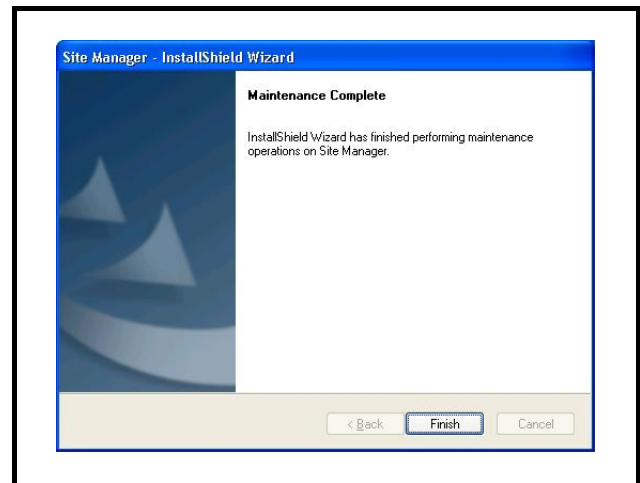 Site Manager - InstallShield Wizard
Maintenance Complete
InstallShield Wizard has finished performing maintenance
operations on Site Manager.
< Back Finish Cancel